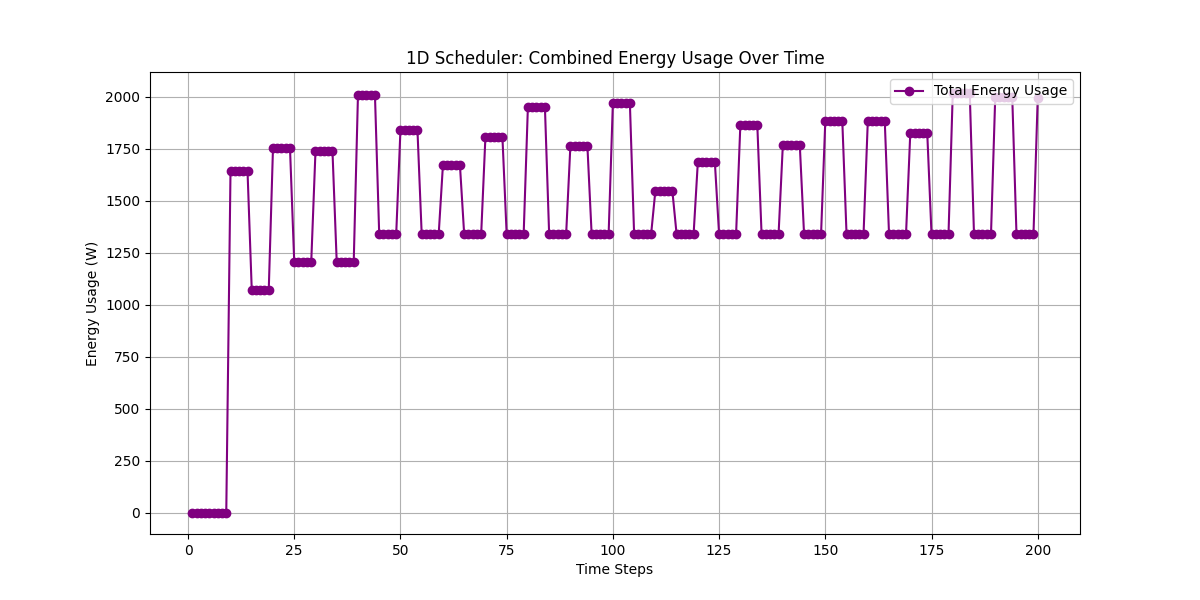 1D Scheduler: Combined Energy Usage Over Time
Total Energy Usage
Energy Usage (W)
2000
1750
1500
1250
1000
750
500
250
0
0 25 50 75 100 125 150 175 200
Time Steps